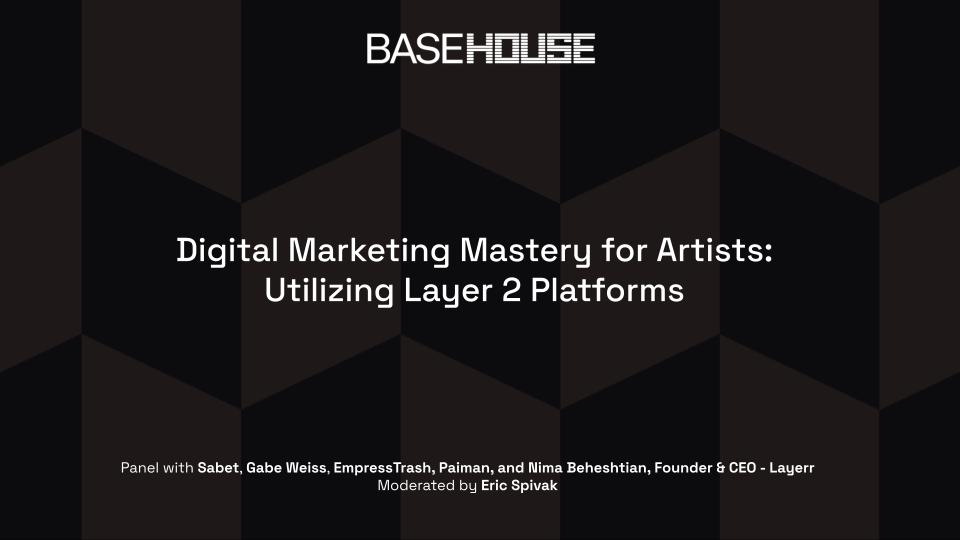 BASEHOUSE
Digital Marketing Mastery for Artists:
Utilizing Layer 2 Platforms
Panel with Sabet, Gabe Weiss, EmpressTrash, Paiman, and Nima Beheshtian, Founder & CEO - Layerr
Moderated by Eric Spivak